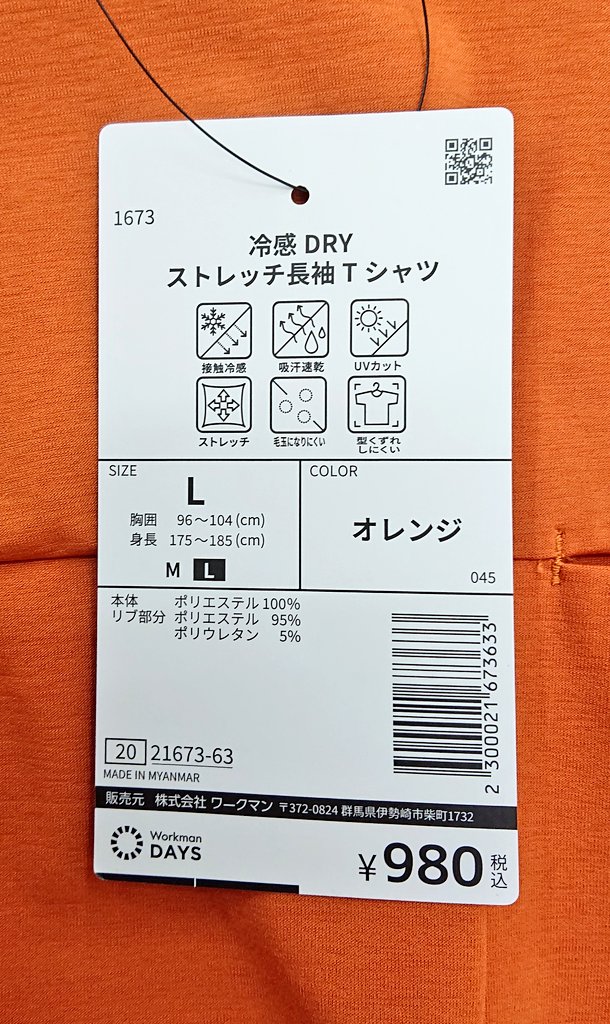 1673
冷感 DRY
ストレッチ長袖 T シャツ
接触冷感 吸汗速乾 UVカット
ストレッチ 毛玉になりにくい 型くずれ
しにくい
SIZE
L
胸囲 96～104(cm)
身長 175～185(cm)
M L
COLOR
オレンジ
045
本体 ポリエステル 100%
リブ部分 ポリエステル 95%
ポリウレタン 5%
2 300021 673633
20 21673-63
MADE IN MYANMAR
販売元 株式会社 ワークマン 〒372-0824 群馬県伊勢崎市柴町1732
Workman
DAYS
¥980 税込